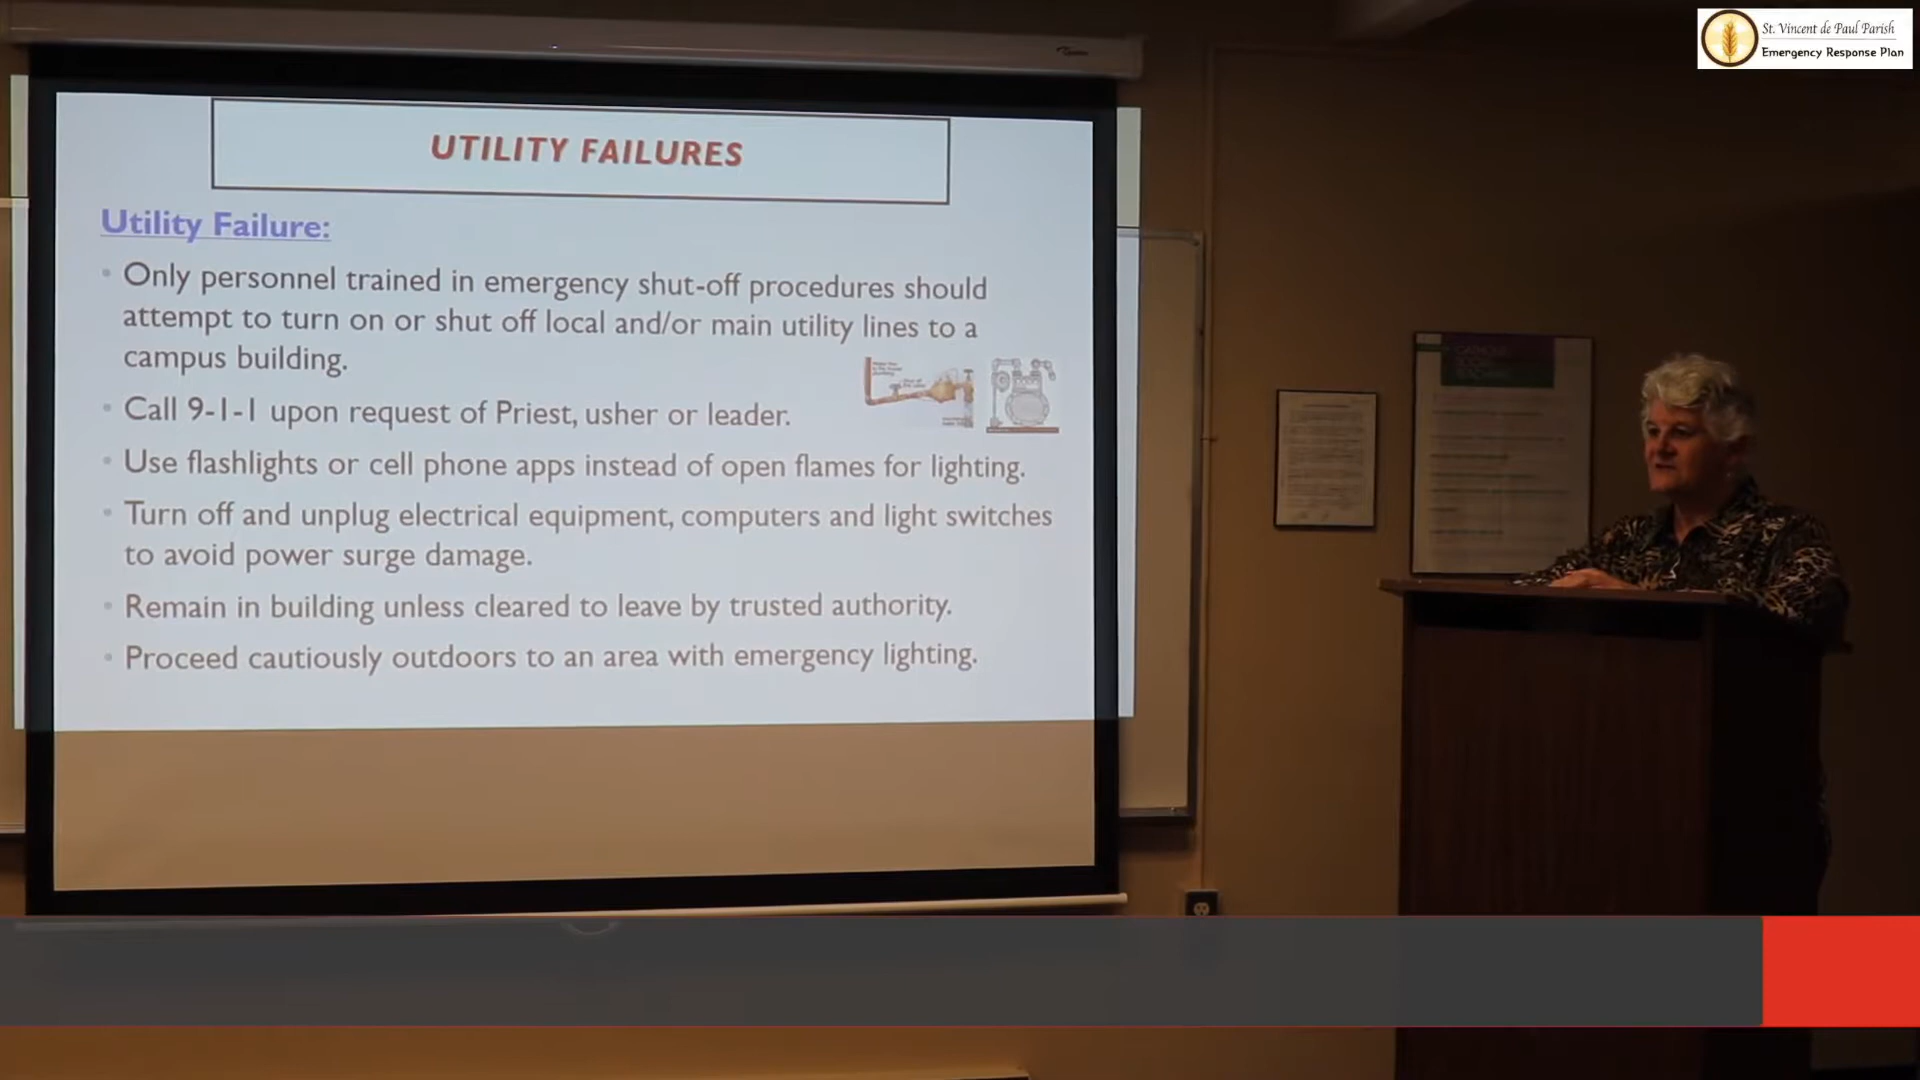 St. Vincent de Paul Parish
Emergency Response Plan
UTILITY FAILURES
Utility Failure:
Only personnel trained in emergency shut-off procedures should
attempt to turn on or shut off local and/or main utility lines to a
campus building.
Call 9-1-1 upon request of Priest, usher or leader.
Use flashlights or cell phone apps instead of open flames for lighting.
Turn off and unplug electrical equipment, computers and light switches
to avoid power surge damage.
Remain in building unless cleared to leave by trusted authority.
Proceed cautiously outdoors to an area with emergency lighting.